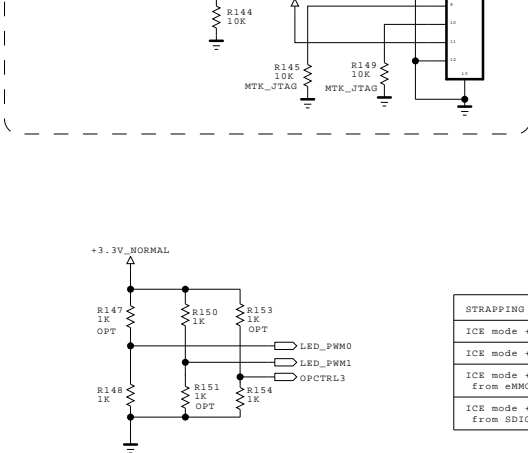 R144
10K
9
10
11
12
13
R145
10K
MTK_JTAG
R149
10K
MTK_JTAG
+3.3V_NORMAL
R147
1K
OPT
R150
1K
R153
1K
OPT
LED_PWM0
LED_PWM1
OPCTRL3
R148
1K
R151
1K
OPT
R154
1K
STRAPPING
ICE mode +
ICE mode +
ICE mode +
from eMMC
ICE mode +
from SDIO